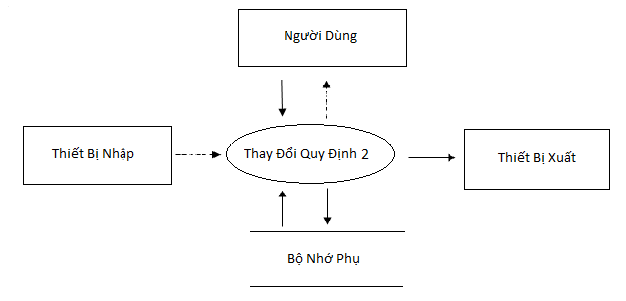 Người Dùng
Thiết Bị Nhập
Thay Đổi Quy Định 2
Thiết Bị Xuất
Bộ Nhớ Phụ